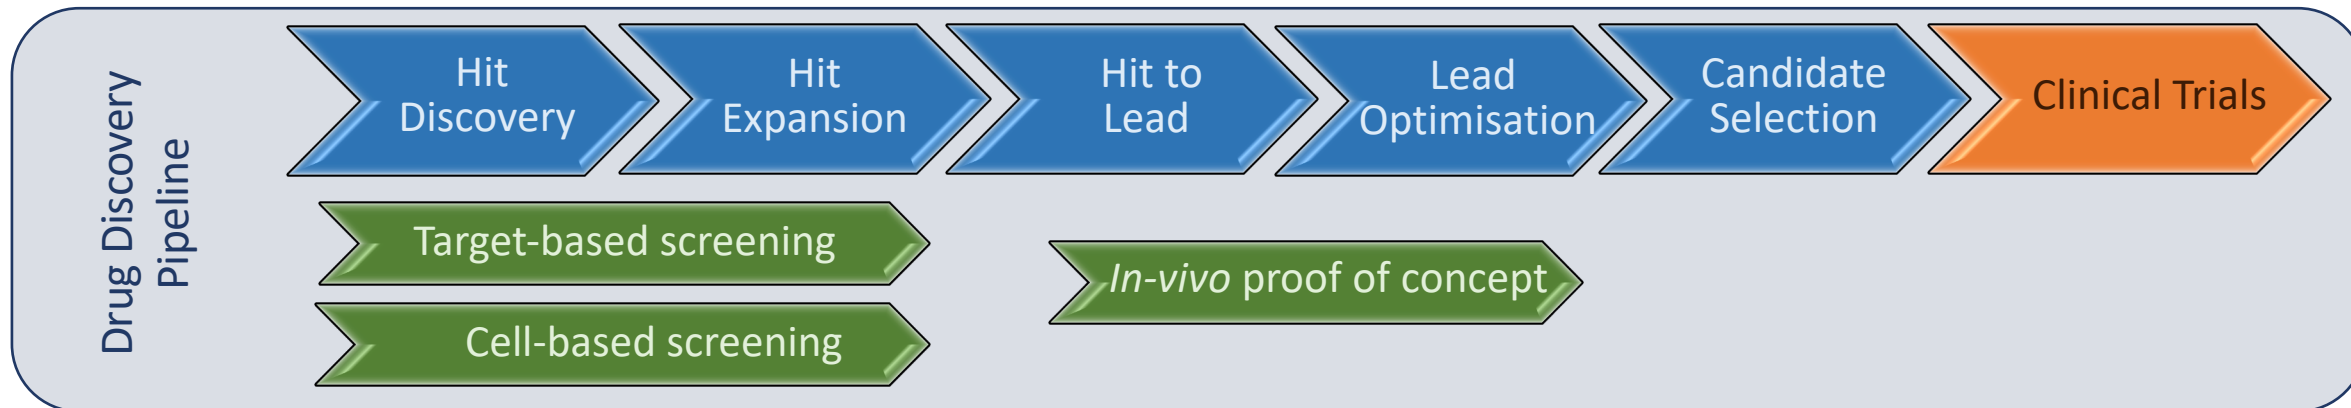 Drug Discovery
Pipeline
Hit
Discovery
Hit
Expansion
Hit to
Lead
Lead
Optimisation
Candidate
Selection
Clinical Trials
Target-based screening
In-vivo proof of concept
Cell-based screening